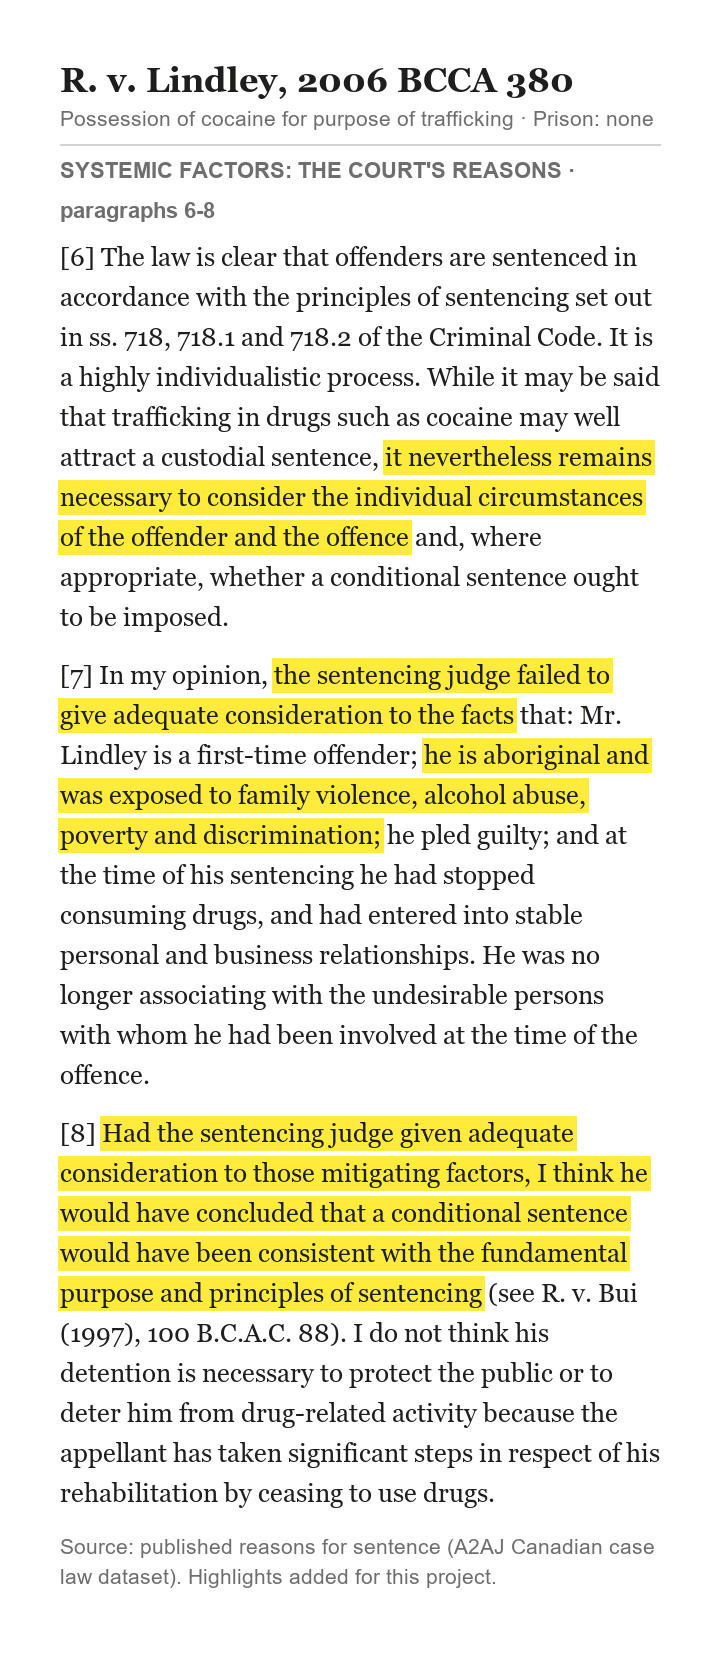 R. v. Lindley, 2006 BCCA 380
Possession of cocaine for purpose of trafficking · Prison: none
SYSTEMIC FACTORS: THE COURT'S REASONS ·
paragraphs 6-8
[6] The law is clear that offenders are sentenced in
accordance with the principles of sentencing set out
in ss. 718, 718.1 and 718.2 of the Criminal Code. It is
a highly individualistic process. While it may be said
that trafficking in drugs such as cocaine may well
attract a custodial sentence, it nevertheless remains
necessary to consider the individual circumstances
of the offender and the offence and, where
appropriate, whether a conditional sentence ought
to be imposed.
[7] In my opinion, the sentencing judge failed to
give adequate consideration to the facts that: Mr.
Lindley is a first-time offender; he is aboriginal and
was exposed to family violence, alcohol abuse,
poverty and discrimination; he pled guilty; and at
the time of his sentencing he had stopped
consuming drugs, and had entered into stable
personal and business relationships. He was no
longer associating with the undesirable persons
with whom he had been involved at the time of the
offence.
[8] Had the sentencing judge given adequate
consideration to those mitigating factors, I think he
would have concluded that a conditional sentence
would have been consistent with the fundamental
purpose and principles of sentencing (see R. v. Bui
(1997), 100 B.C.A.C. 88). I do not think his
detention is necessary to protect the public or to
deter him from drug-related activity because the
appellant has taken significant steps in respect of his
rehabilitation by ceasing to use drugs.
Source: published reasons for sentence (A2AJ Canadian case
law dataset). Highlights added for this project.